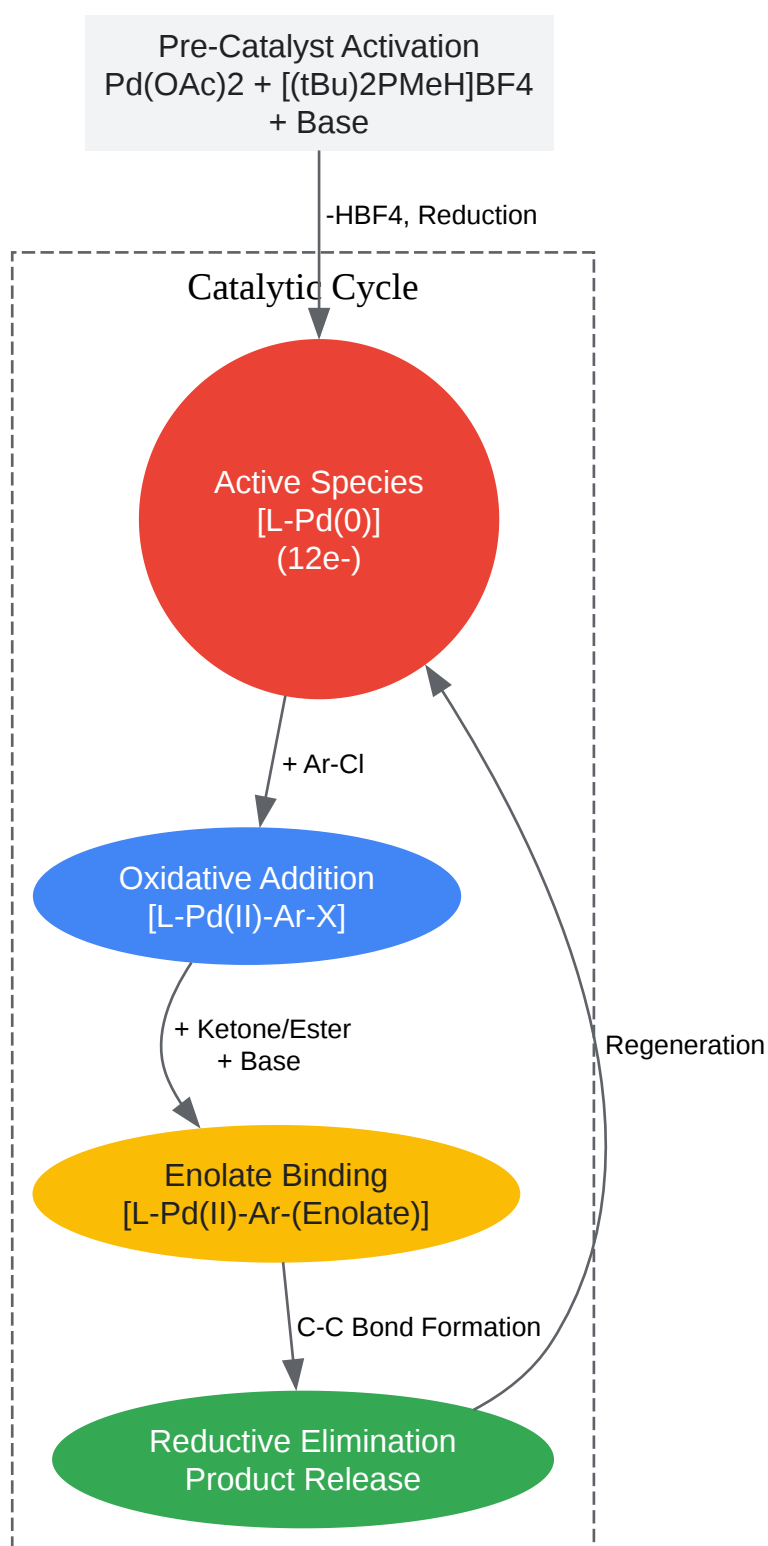 Pre-Catalyst Activation
Pd(OAc)2 + [(tBu)2PMeH]BF4
+ Base
-HBF4, Reduction
Catalytic Cycle
Active Species
[L-Pd(0)]
(12e-)
+ Ar-Cl
Oxidative Addition
[L-Pd(II)-Ar-X]
+ Ketone/Ester
+ Base
Regeneration
Enolate Binding
[L-Pd(II)-Ar-(Enolate)]
C-C Bond Formation
Reductive Elimination
Product Release